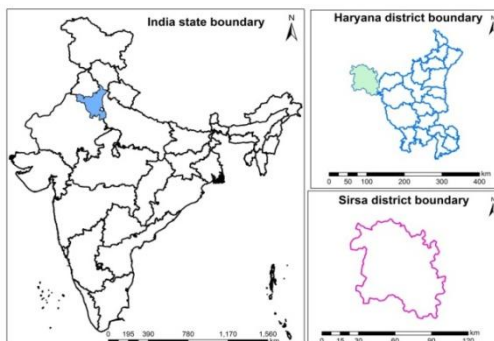 India state boundary
N
km
0 195 390 780 1,170 1,560
Haryana district boundary
N
km
0 50 100 200 300 400
Sirsa district boundary
N
km
0 15 30 60 90 120